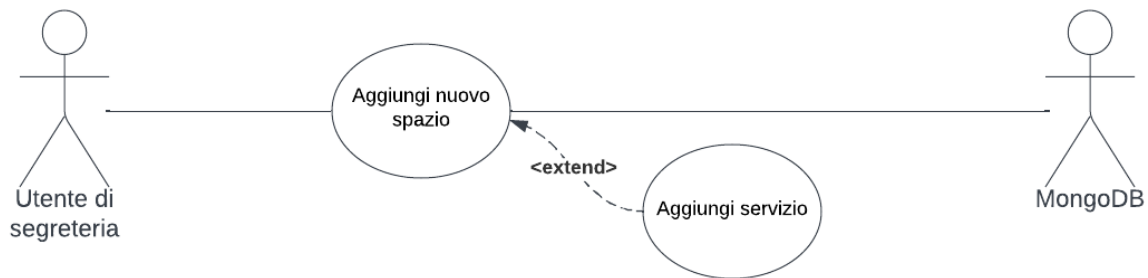 Aggiungi nuovo
spazio
<extend>
Utente di
segreteria
Aggiungi servizio
MongoDB